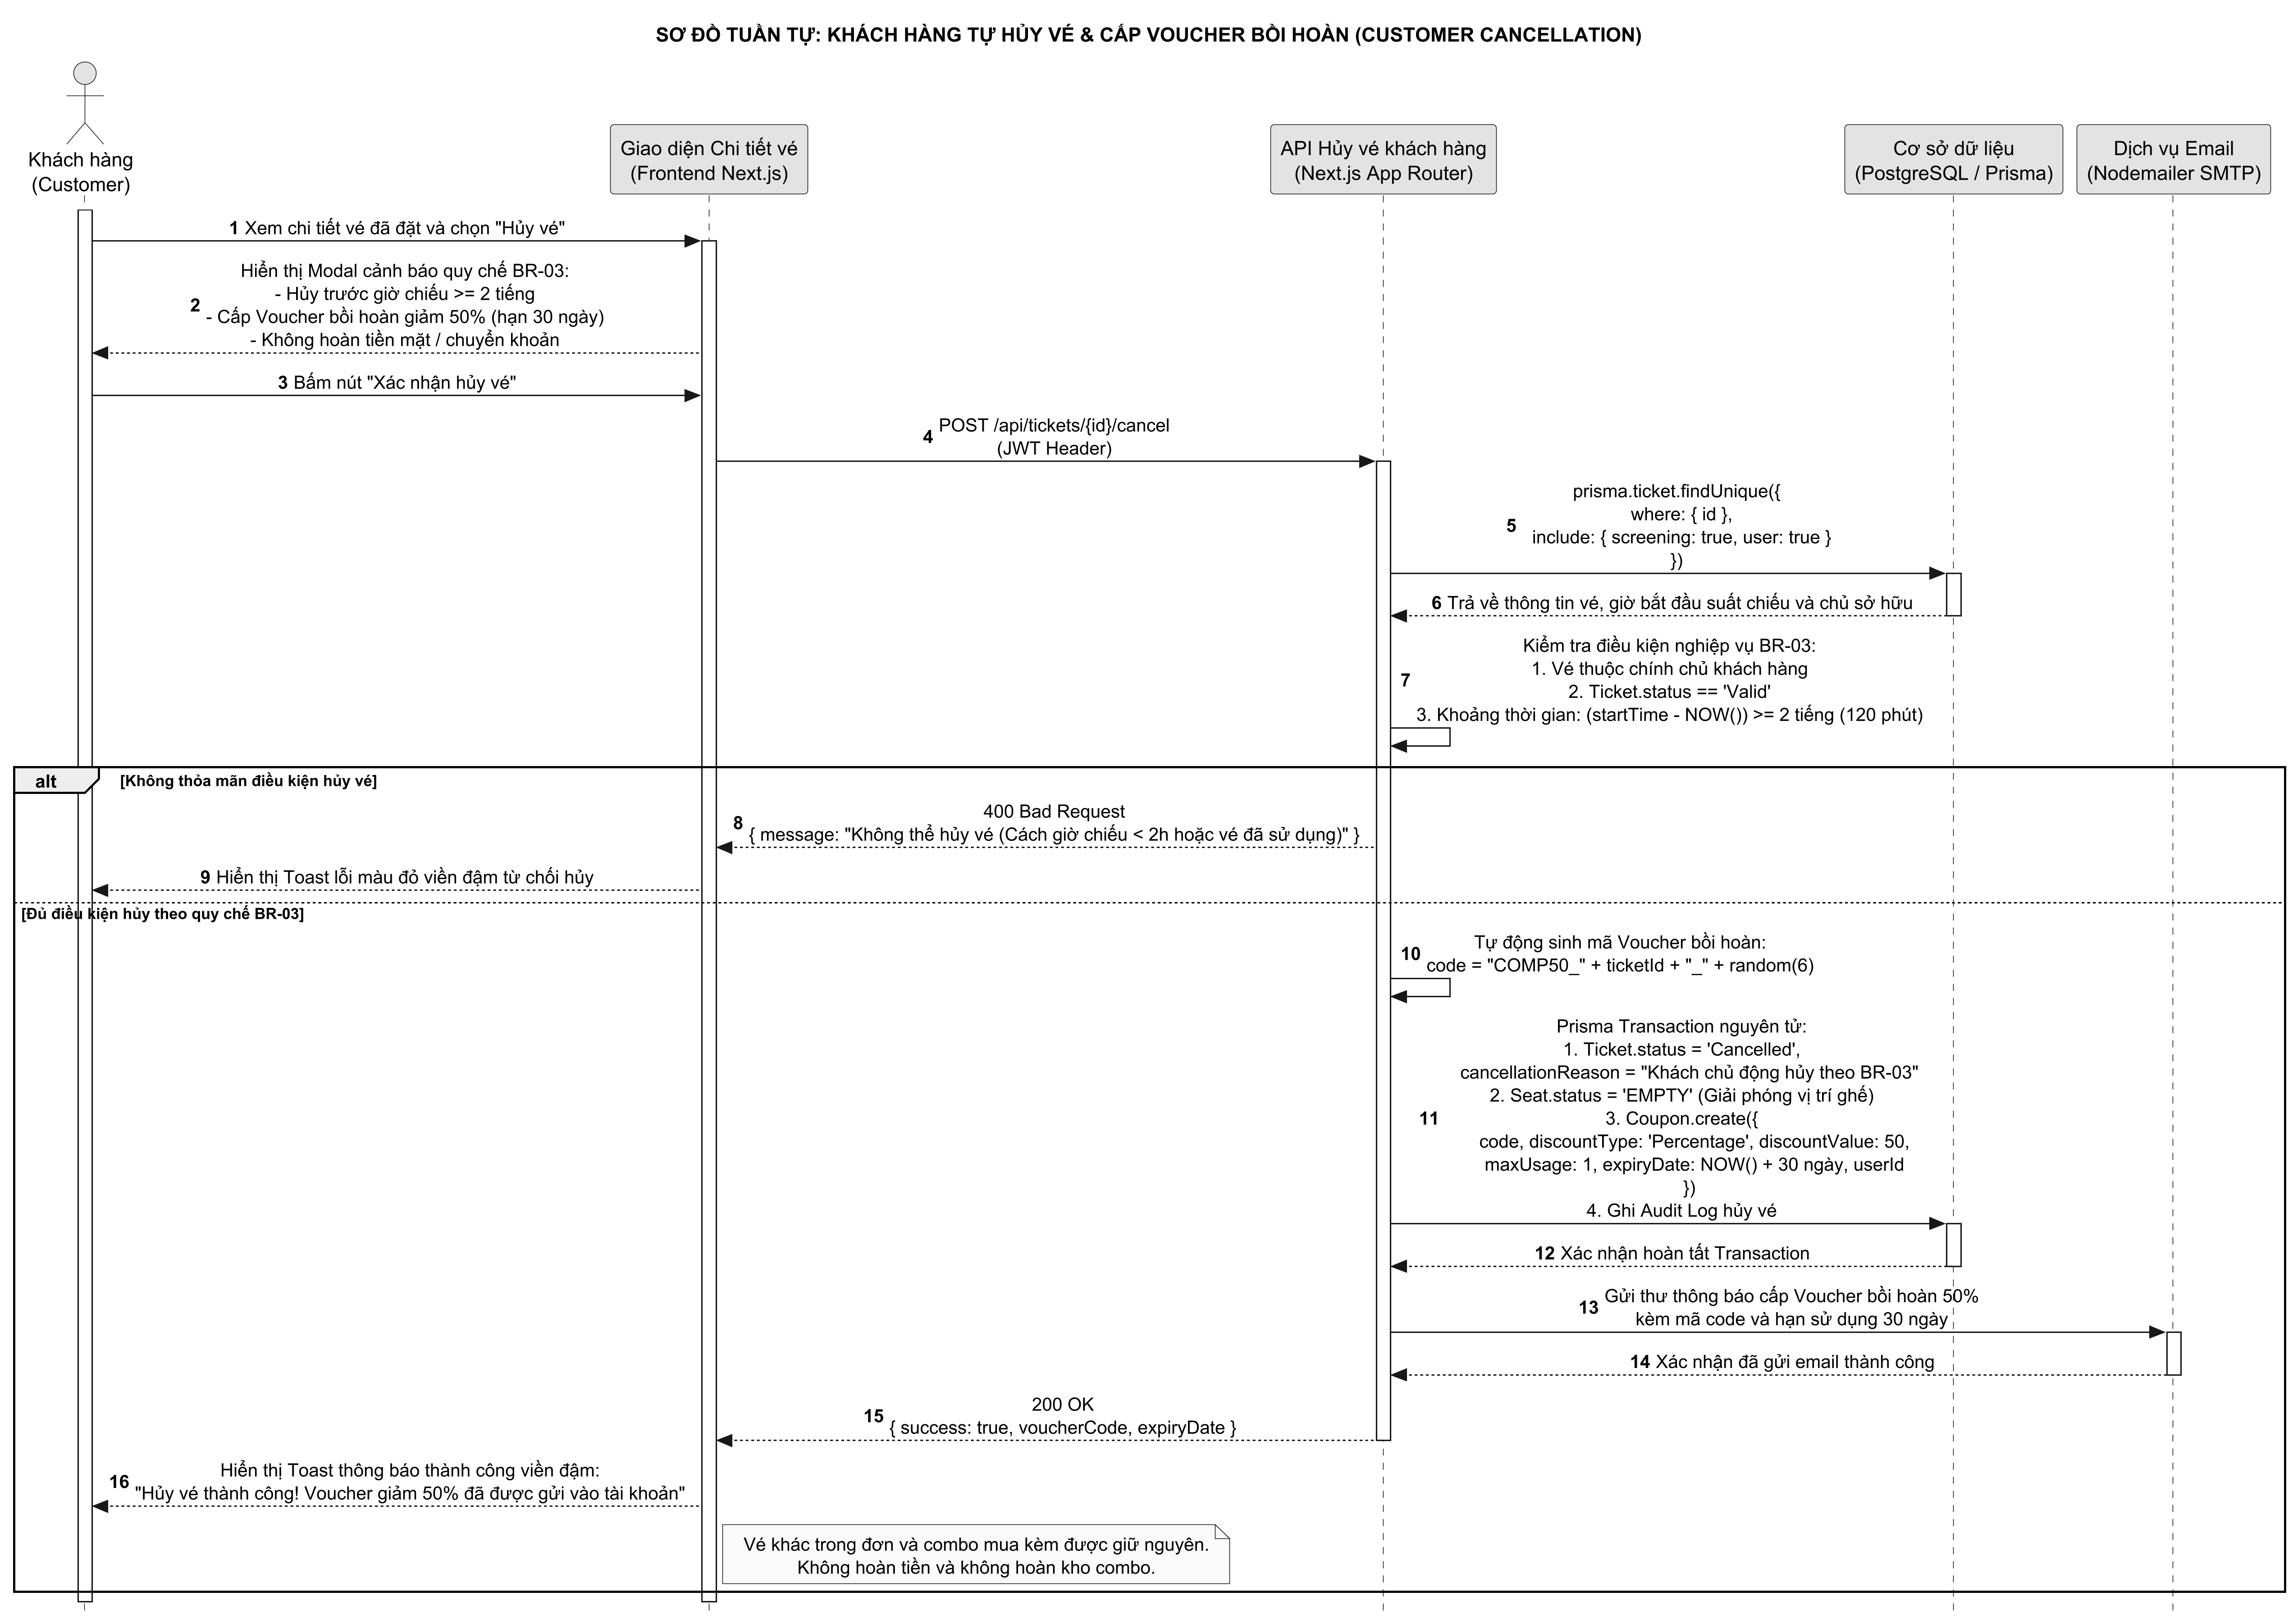 SƠ ĐỒ TUẦN TỰ: KHÁCH HÀNG TỰ HỦY VÉ & CẤP VOUCHER BỒI HOÀN (CUSTOMER CANCELLATION)
Khách hàng
(Customer)
Giao diện Chi tiết vé
(Frontend Next.js)
API Hủy vé khách hàng
(Next.js App Router)
Cơ sở dữ liệu
(PostgreSQL / Prisma)
Dịch vụ Email
(Nodemailer SMTP)
1 Xem chi tiết vé đã đặt và chọn "Hủy vé"
Hiển thị Modal cảnh báo quy chế BR-03:
- Hủy trước giờ chiếu >= 2 tiếng
2
- Cấp Voucher bồi hoàn giảm 50% (hạn 30 ngày)
- Không hoàn tiền mặt / chuyển khoản
3 Bấm nút "Xác nhận hủy vé"
4 POST /api/tickets/{id}/cancel
(JWT Header)
prisma.ticket.findUnique({
where: { id },
5
include: { screening: true, user: true }
})
6 Trả về thông tin vé, giờ bắt đầu suất chiếu và chủ sở hữu
Kiểm tra điều kiện nghiệp vụ BR-03:
1. Vé thuộc chính chủ khách hàng
7
2. Ticket.status == 'Valid'
3. Khoảng thời gian: (startTime - NOW()) >= 2 tiếng (120 phút)
alt [Không thỏa mãn điều kiện hủy vé]
400 Bad Request
8 { message: "Không thể hủy vé (Cách giờ chiếu < 2h hoặc vé đã sử dụng)" }
9 Hiển thị Toast lỗi màu đỏ viền đậm từ chối hủy
[Đủ điều kiện hủy theo quy chế BR-03]
Tự động sinh mã Voucher bồi hoàn:
10 code = "COMP50_" + ticketId + "_" + random(6)
Prisma Transaction nguyên tử:
1. Ticket.status = 'Cancelled',
cancellationReason = "Khách chủ động hủy theo BR-03"
2. Seat.status = 'EMPTY' (Giải phóng vị trí ghế)
11 3. Coupon.create({
code, discountType: 'Percentage', discountValue: 50,
maxUsage: 1, expiryDate: NOW() + 30 ngày, userId
})
4. Ghi Audit Log hủy vé
12 Xác nhận hoàn tất Transaction
13 Gửi thư thông báo cấp Voucher bồi hoàn 50%
kèm mã code và hạn sử dụng 30 ngày
14 Xác nhận đã gửi email thành công
200 OK
15 { success: true, voucherCode, expiryDate }
Hiển thị Toast thông báo thành công viền đậm:
16 "Hủy vé thành công! Voucher giảm 50% đã được gửi vào tài khoản"
Vé khác trong đơn và combo mua kèm được giữ nguyên.
Không hoàn tiền và không hoàn kho combo.